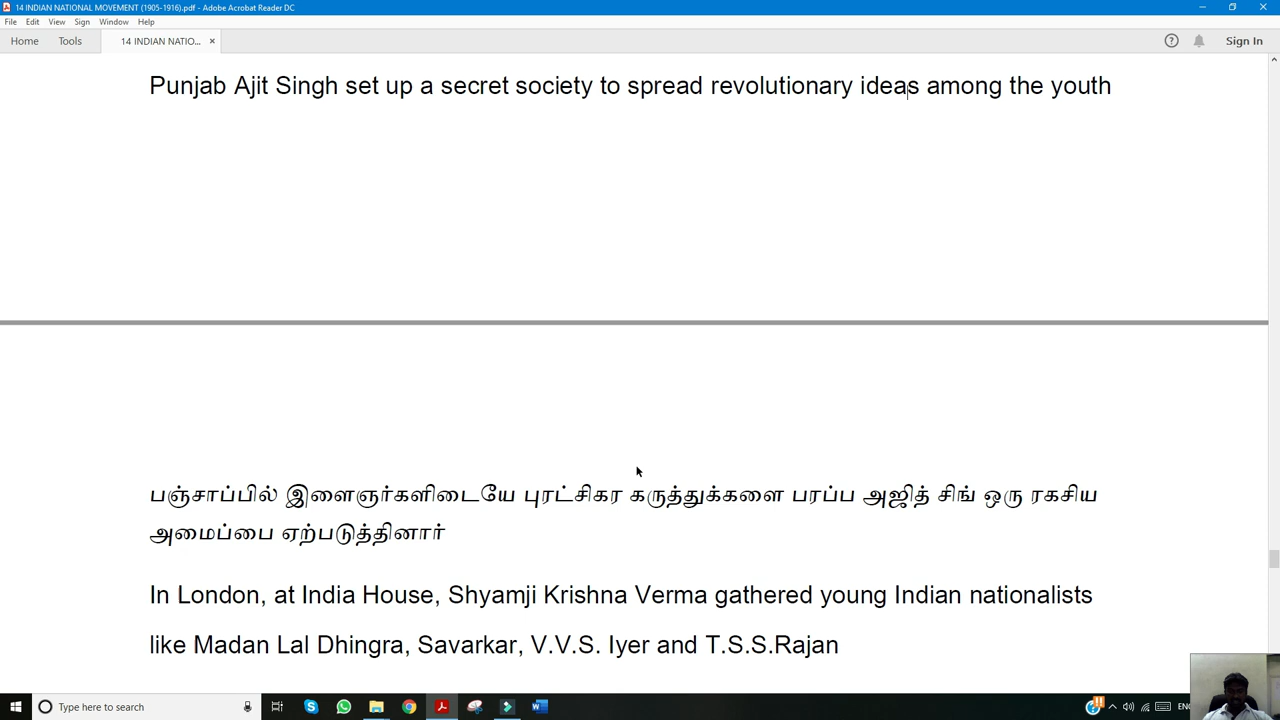 14 INDIAN NATIONAL MOVEMENT (1905-1916).pdf - Adobe Acrobat Reader DC
File Edit View Sign Window Help
Home Tools 14 INDIAN NATIO... × Sign In
Punjab Ajit Singh set up a secret society to spread revolutionary ideas among the youth
பஞ்சாப்பில் இளைஞர்களிடையே புரட்சிகர கருத்துக்களை பரப்ப அஜித் சிங் ஒரு ரகசிய
அமைப்பை ஏற்படுத்தினார்
In London, at India House, Shyamji Krishna Verma gathered young Indian nationalists
like Madan Lal Dhingra, Savarkar, V.V.S. Iyer and T.S.S.Rajan
Type here to search